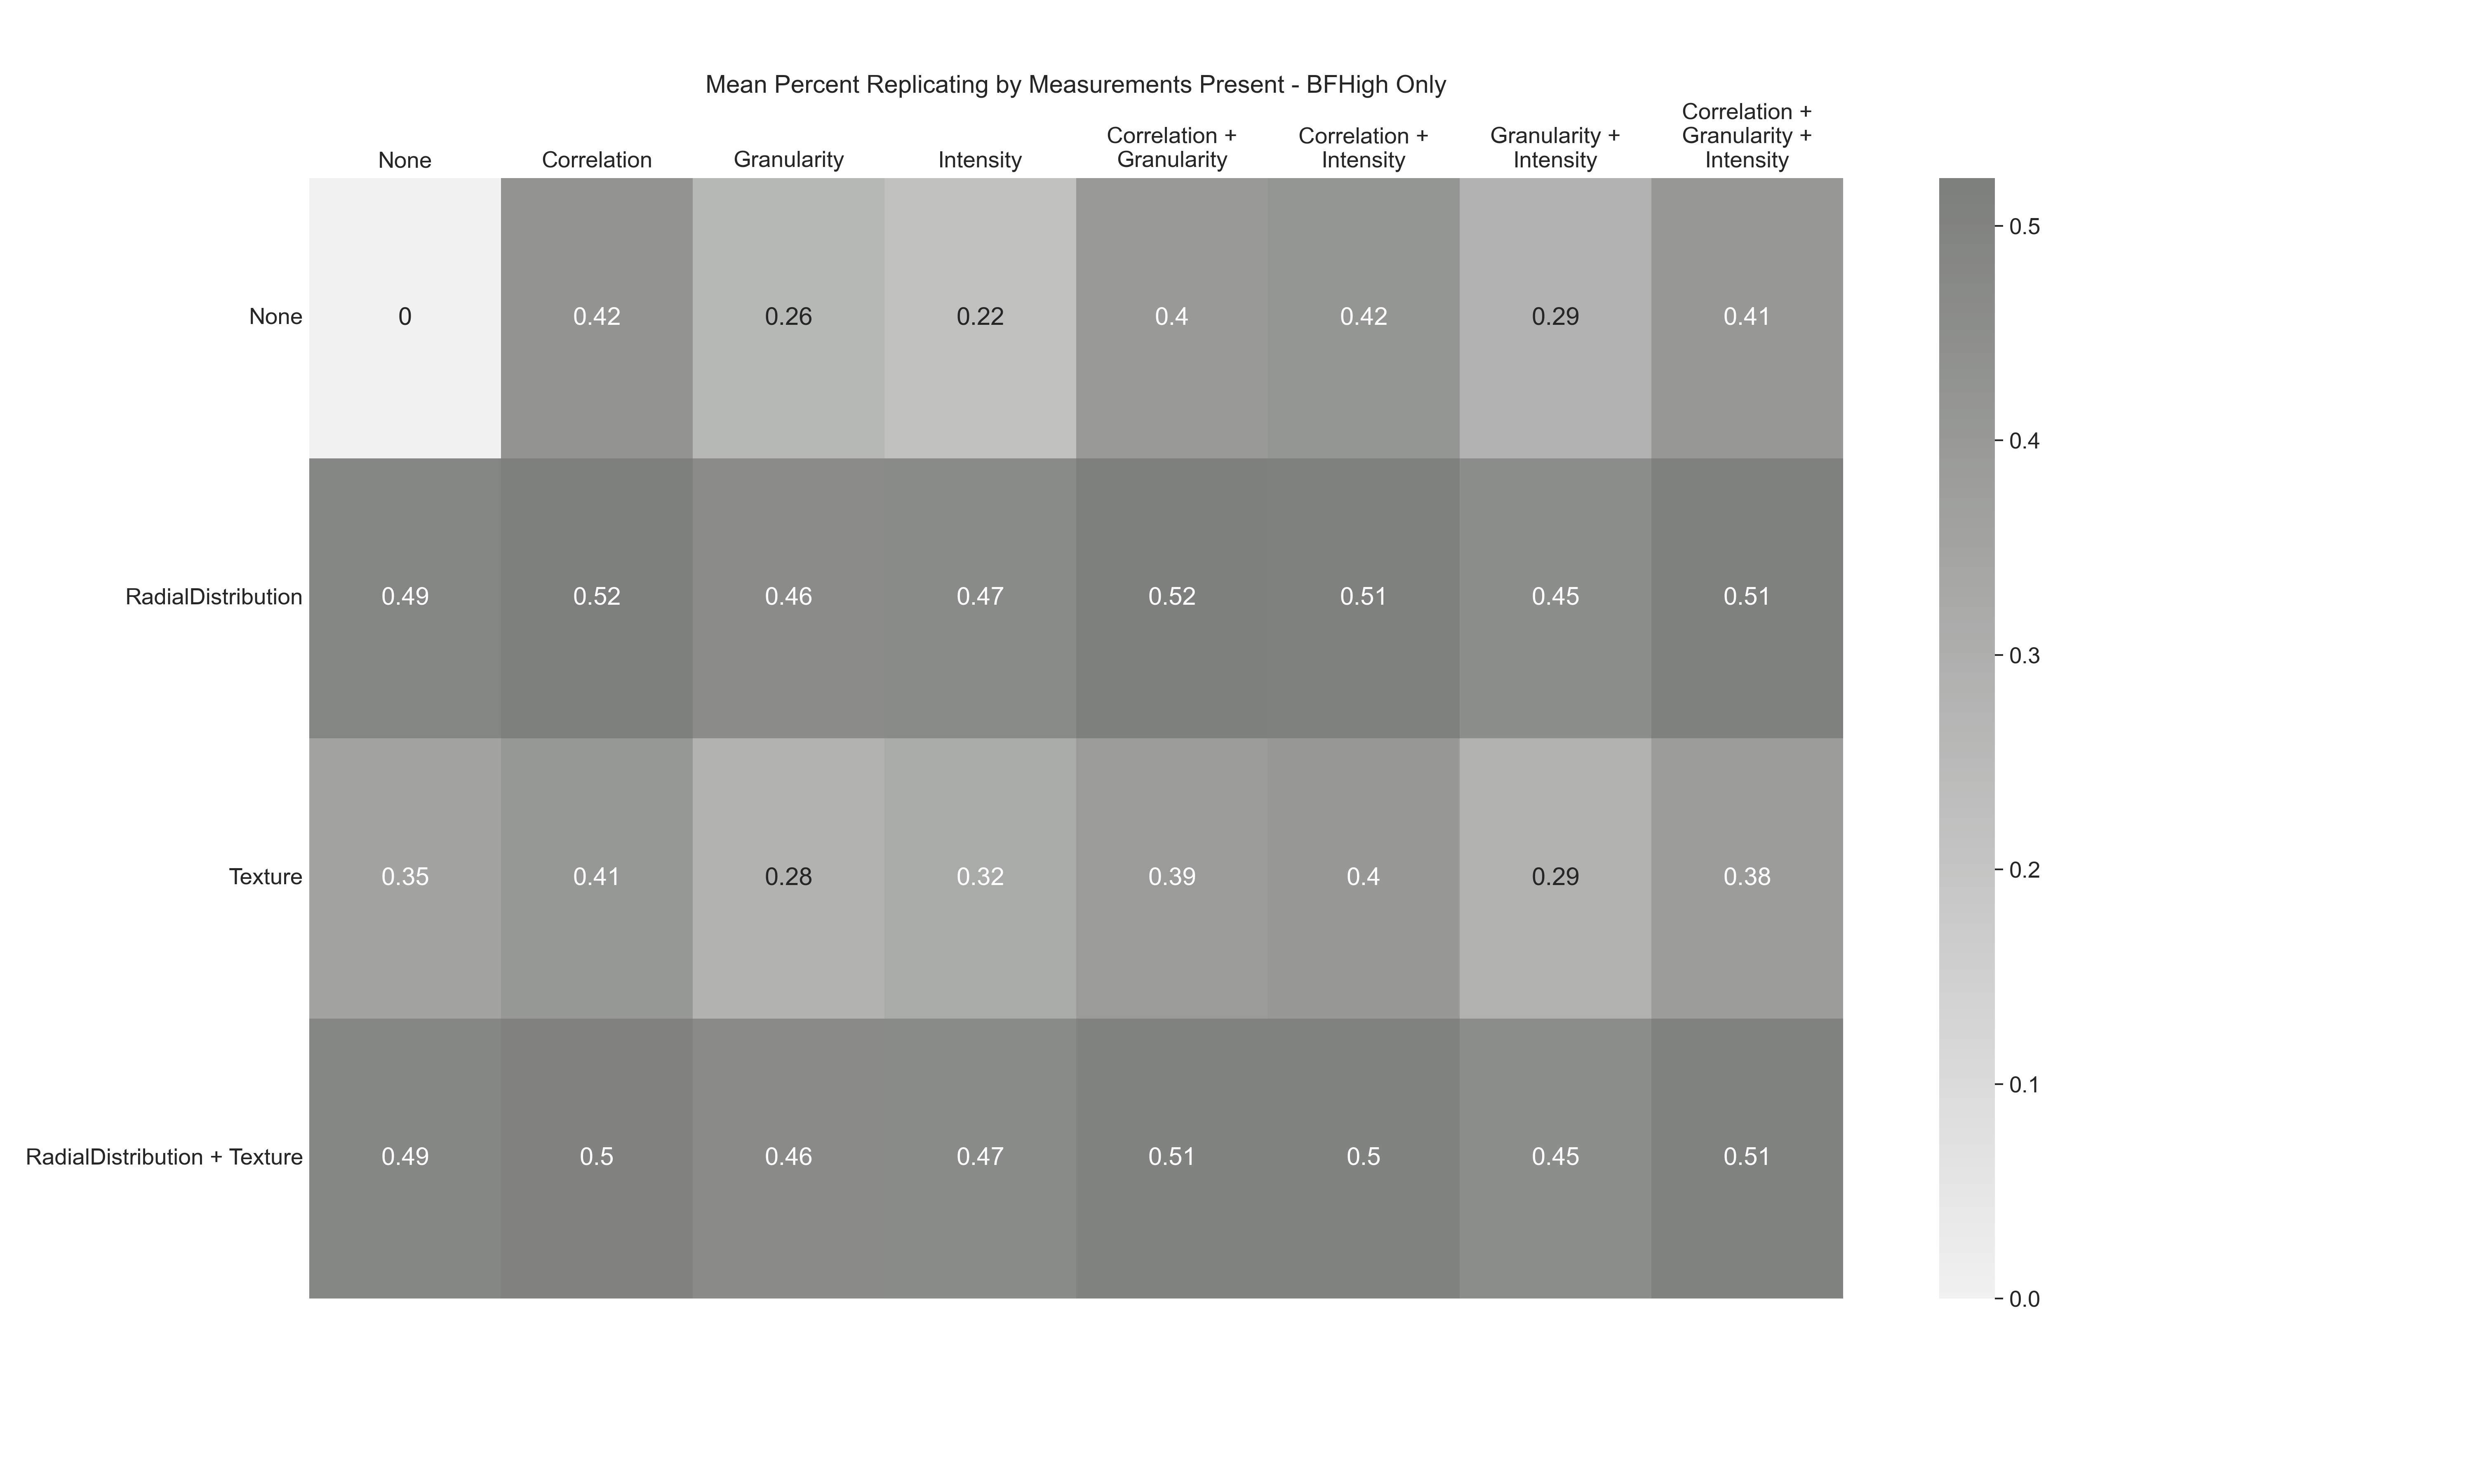 Mean Percent Replicating by Measurements Present - BFHigh Only
None
Correlation
Granularity
Intensity
Correlation +
Granularity
Correlation +
Intensity
Granularity +
Intensity
Correlation +
Granularity +
Intensity
None
0
0.42
0.26
0.22
0.4
0.42
0.29
0.41
RadialDistribution
0.49
0.52
0.46
0.47
0.52
0.51
0.45
0.51
Texture
0.35
0.41
0.28
0.32
0.39
0.4
0.29
0.38
RadialDistribution + Texture
0.49
0.5
0.46
0.47
0.51
0.5
0.45
0.51
0.5
0.4
0.3
0.2
0.1
0.0